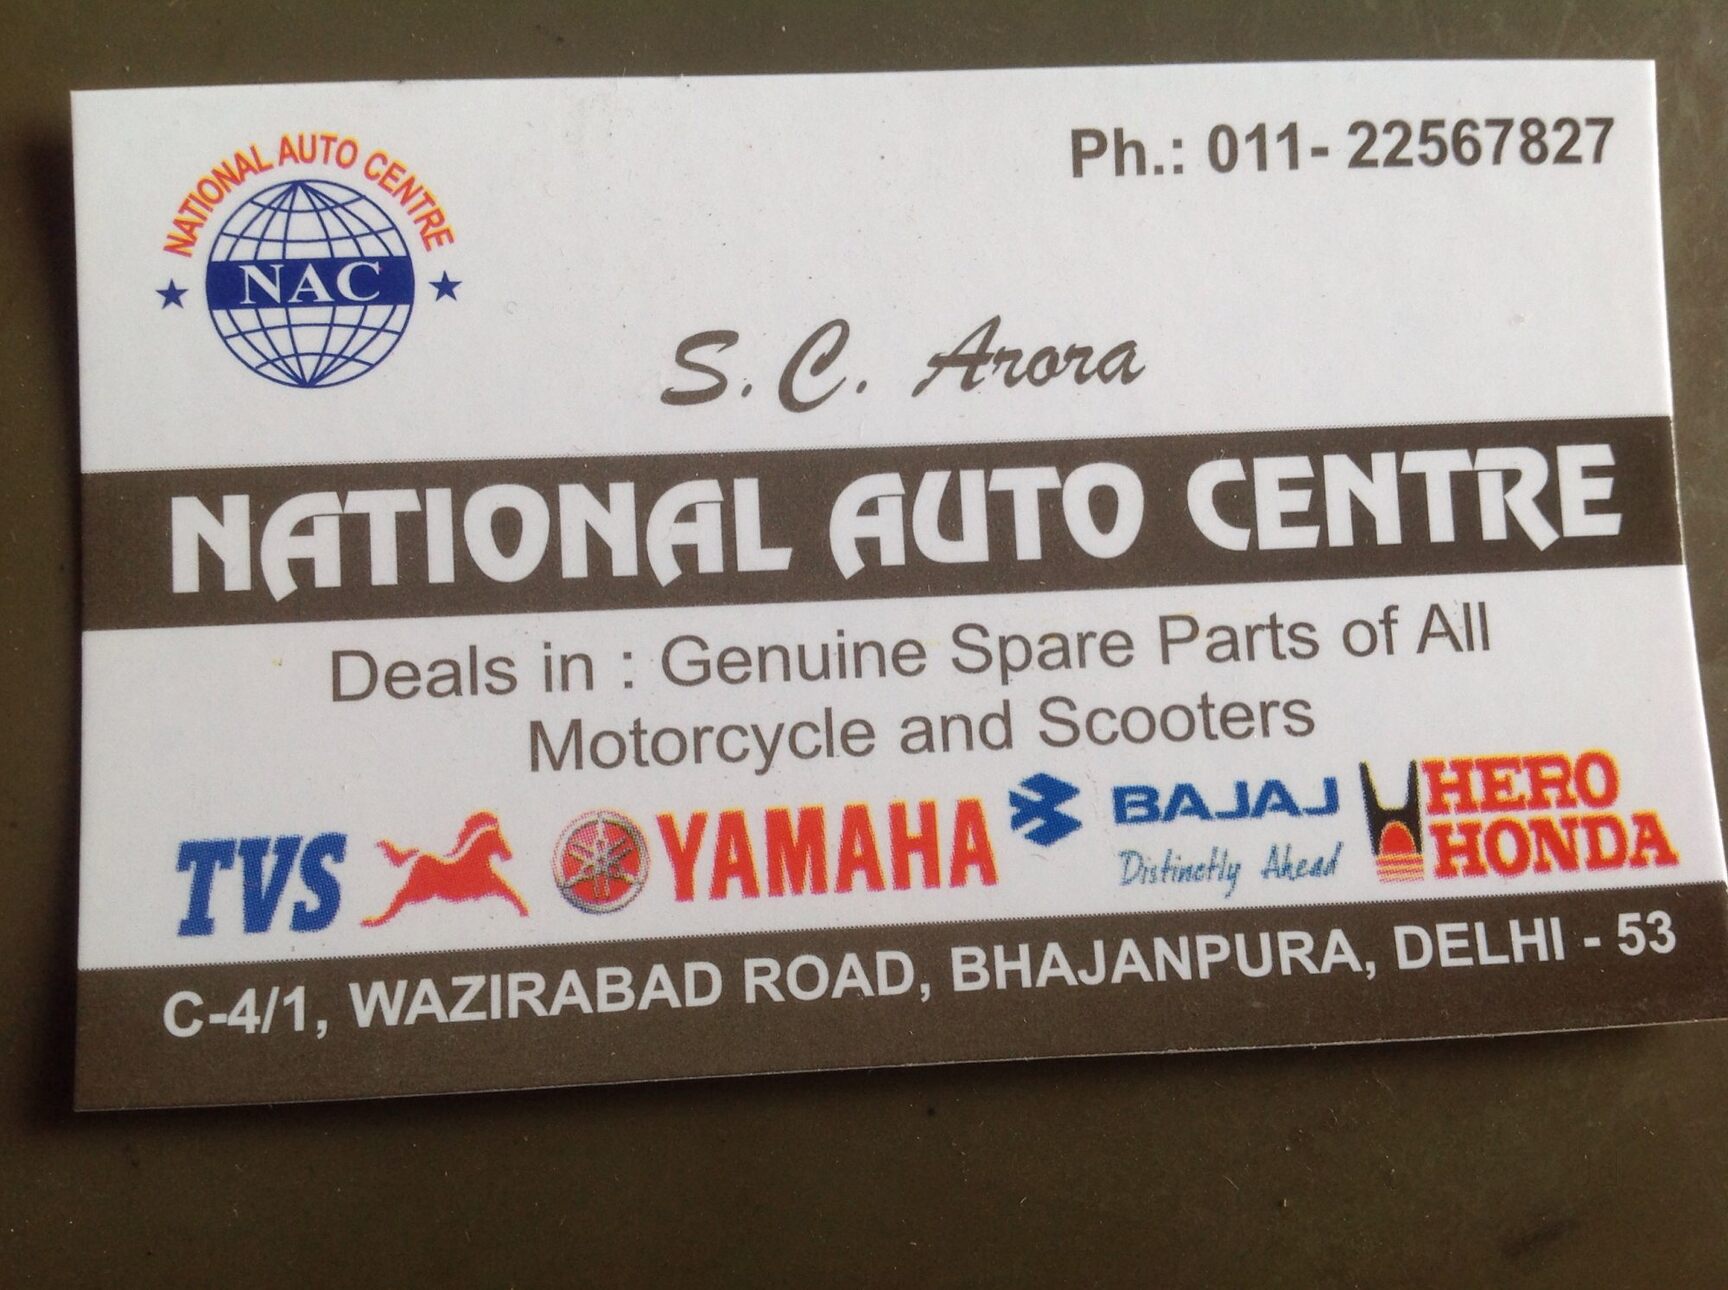 NATIONAL AUTO CENTRE
NAC
Ph.: 011- 22567827
S. C. Arora
NATIONAL AUTO CENTRE
Deals in : Genuine Spare Parts of All
Motorcycle and Scooters
TVS YAMAHA BAJAJ HERO
Distinctly Ahead HONDA
C-4/1, WAZIRABAD ROAD, BHAJANPURA, DELHI - 53